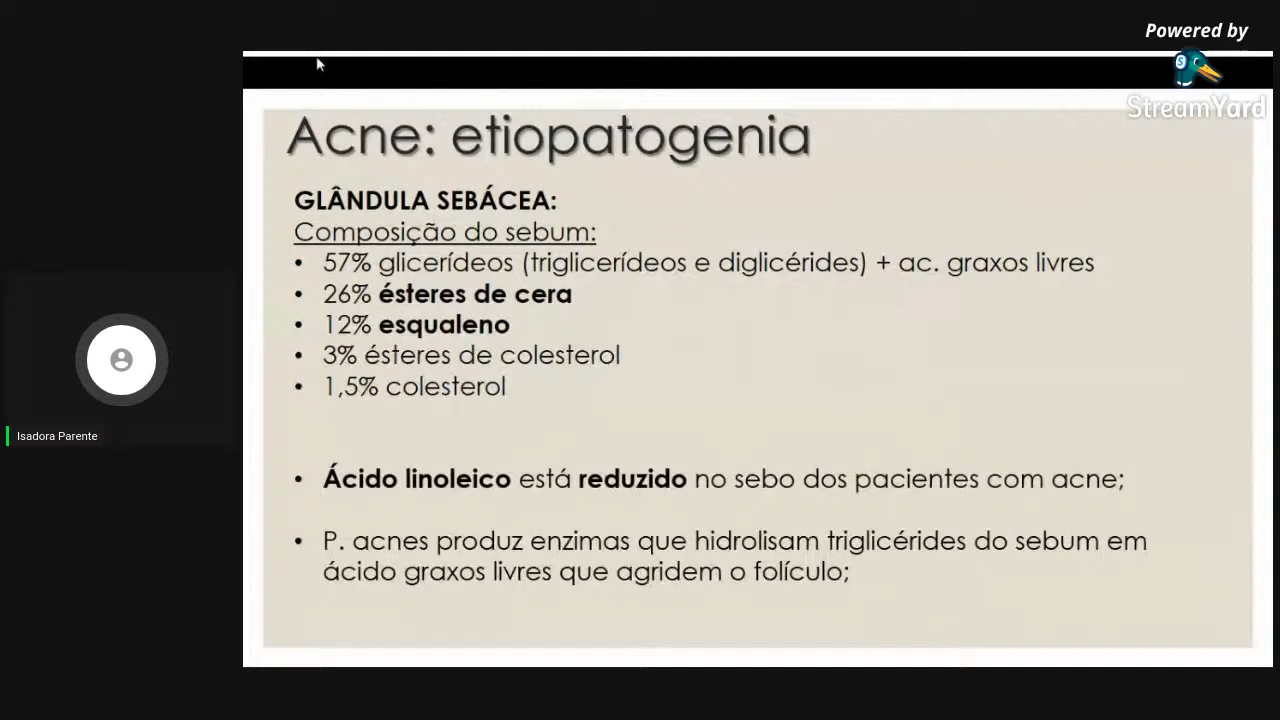 Powered by
StreamYard
Acne: etiopatogenia
GLÂNDULA SEBÁCEA:
Composição do sebum:
• 57% glicerídeos (triglicerídeos e diglicérides) + ac. graxos livres
• 26% ésteres de cera
• 12% esqualeno
• 3% ésteres de colesterol
• 1,5% colesterol
• Ácido linoleico está reduzido no sebo dos pacientes com acne;
• P. acnes produz enzimas que hidrolisam triglicérides do sebum em
ácido graxos livres que agridem o folículo;
Isadora Parente